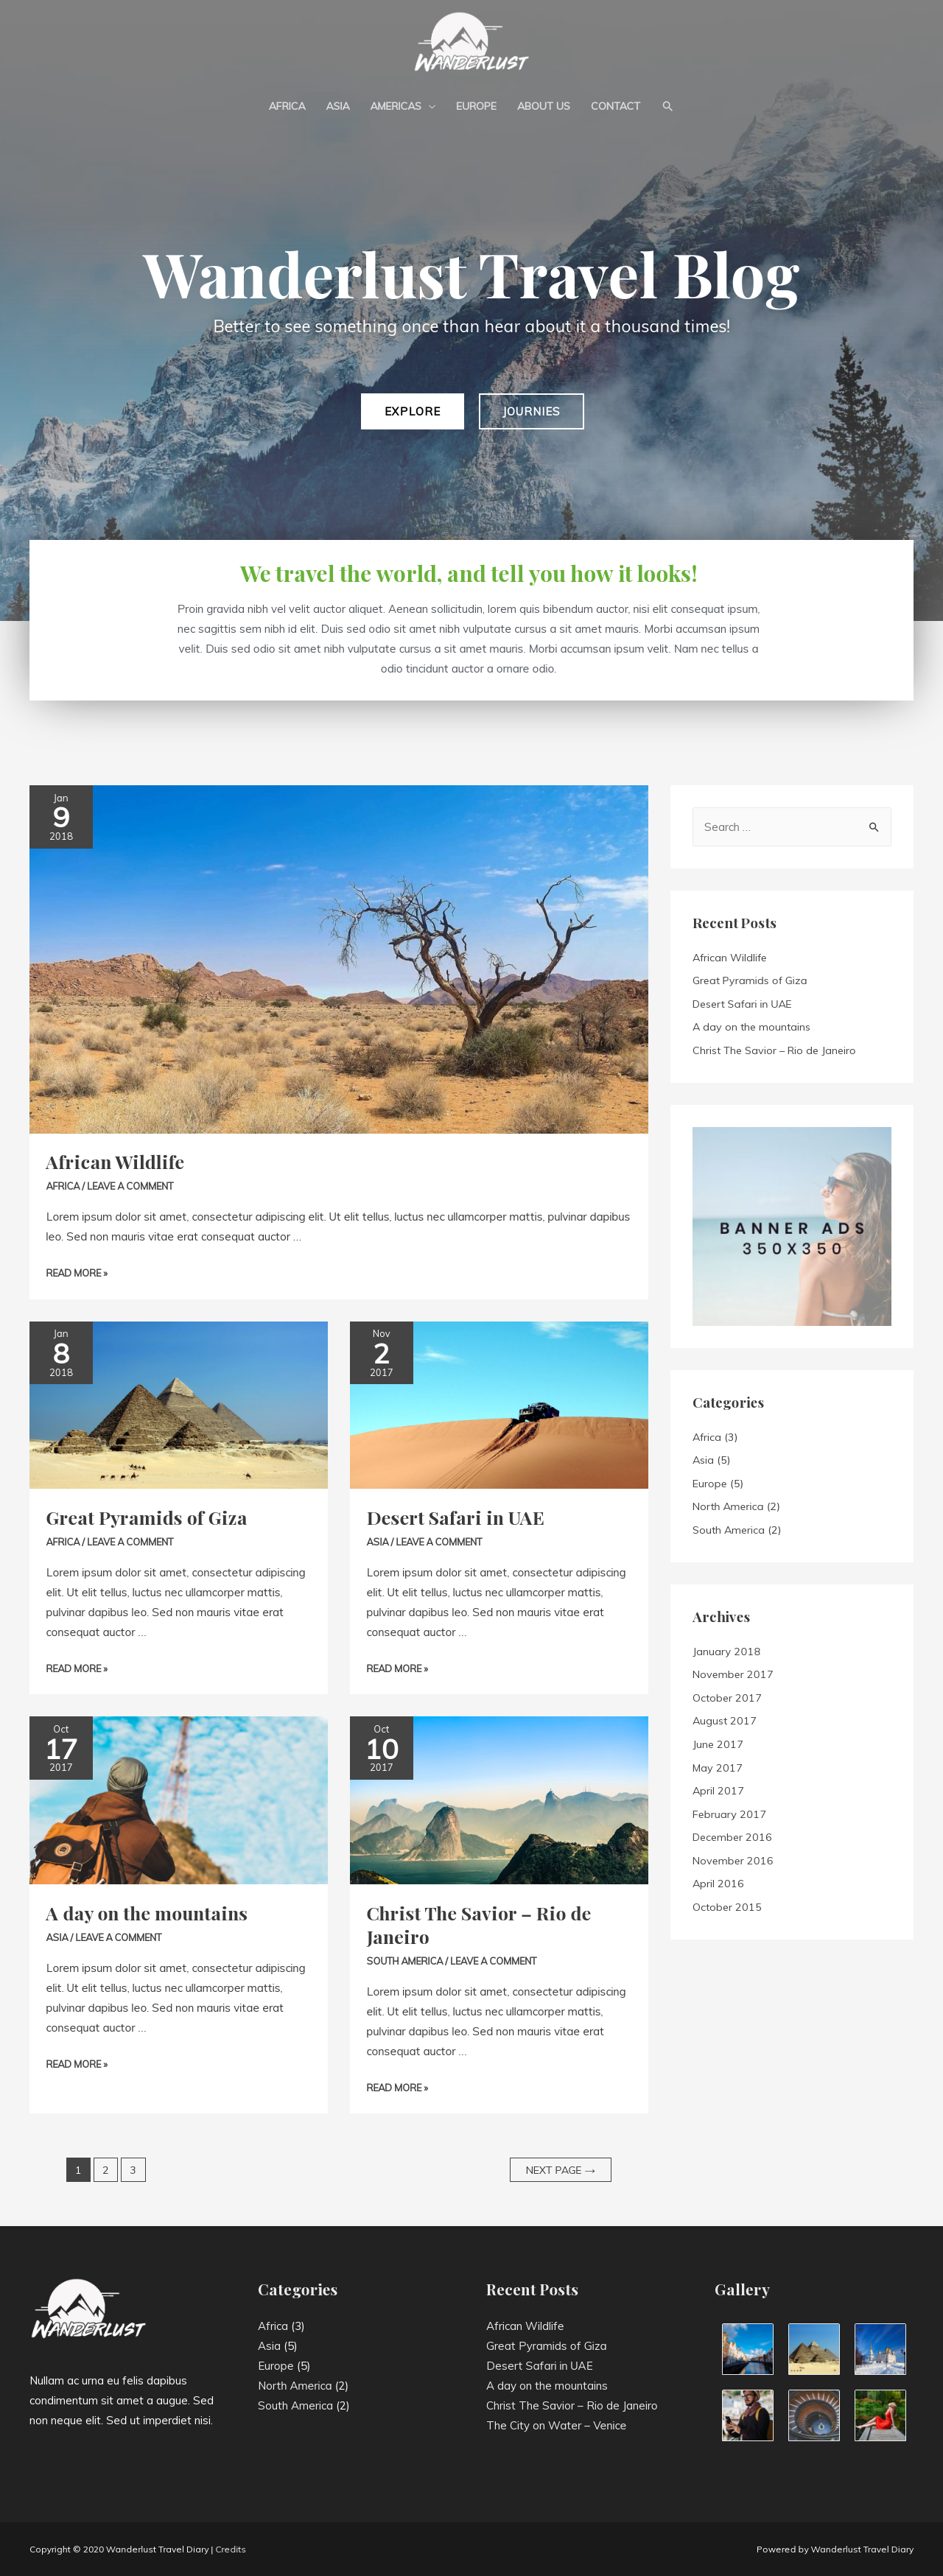 WANDERLUST
AFRICA ASIA AMERICAS EUROPE ABOUT US CONTACT
Wanderlust Travel Blog
Better to see something once than hear about it a thousand times!
EXPLORE JOURNIES
We travel the world, and tell you how it looks!
Proin gravida nibh vel velit auctor aliquet. Aenean sollicitudin, lorem quis bibendum auctor, nisi elit consequat ipsum,
nec sagittis sem nibh id elit. Duis sed odio sit amet nibh vulputate cursus a sit amet mauris. Morbi accumsan ipsum
velit. Duis sed odio sit amet nibh vulputate cursus a sit amet mauris. Morbi accumsan ipsum velit. Nam nec tellus a
odio tincidunt auctor a ornare odio.
Jan
9
2018
African Wildlife
AFRICA / LEAVE A COMMENT
Lorem ipsum dolor sit amet, consectetur adipiscing elit. Ut elit tellus, luctus nec ullamcorper mattis, pulvinar dapibus
leo. Sed non mauris vitae erat consequat auctor …
READ MORE »
Jan
8
2018
Great Pyramids of Giza
AFRICA / LEAVE A COMMENT
Lorem ipsum dolor sit amet, consectetur adipiscing
elit. Ut elit tellus, luctus nec ullamcorper mattis,
pulvinar dapibus leo. Sed non mauris vitae erat
consequat auctor …
READ MORE »
Nov
2
2017
Desert Safari in UAE
ASIA / LEAVE A COMMENT
Lorem ipsum dolor sit amet, consectetur adipiscing
elit. Ut elit tellus, luctus nec ullamcorper mattis,
pulvinar dapibus leo. Sed non mauris vitae erat
consequat auctor …
READ MORE »
Oct
17
2017
A day on the mountains
ASIA / LEAVE A COMMENT
Lorem ipsum dolor sit amet, consectetur adipiscing
elit. Ut elit tellus, luctus nec ullamcorper mattis,
pulvinar dapibus leo. Sed non mauris vitae erat
consequat auctor …
READ MORE »
Oct
10
2017
Christ The Savior – Rio de
Janeiro
SOUTH AMERICA / LEAVE A COMMENT
Lorem ipsum dolor sit amet, consectetur adipiscing
elit. Ut elit tellus, luctus nec ullamcorper mattis,
pulvinar dapibus leo. Sed non mauris vitae erat
consequat auctor …
READ MORE »
1 2 3
NEXT PAGE →
Search …
Recent Posts
African Wildlife
Great Pyramids of Giza
Desert Safari in UAE
A day on the mountains
Christ The Savior – Rio de Janeiro
BANNER ADS
350X350
Categories
Africa (3)
Asia (5)
Europe (5)
North America (2)
South America (2)
Archives
January 2018
November 2017
October 2017
August 2017
June 2017
May 2017
April 2017
February 2017
December 2016
November 2016
April 2016
October 2015
WANDERLUST
Nullam ac urna eu felis dapibus
condimentum sit amet a augue. Sed
non neque elit. Sed ut imperdiet nisi.
Categories
Africa (3)
Asia (5)
Europe (5)
North America (2)
South America (2)
Recent Posts
African Wildlife
Great Pyramids of Giza
Desert Safari in UAE
A day on the mountains
Christ The Savior – Rio de Janeiro
The City on Water – Venice
Gallery
Copyright © 2020 Wanderlust Travel Diary | Credits
Powered by Wanderlust Travel Diary